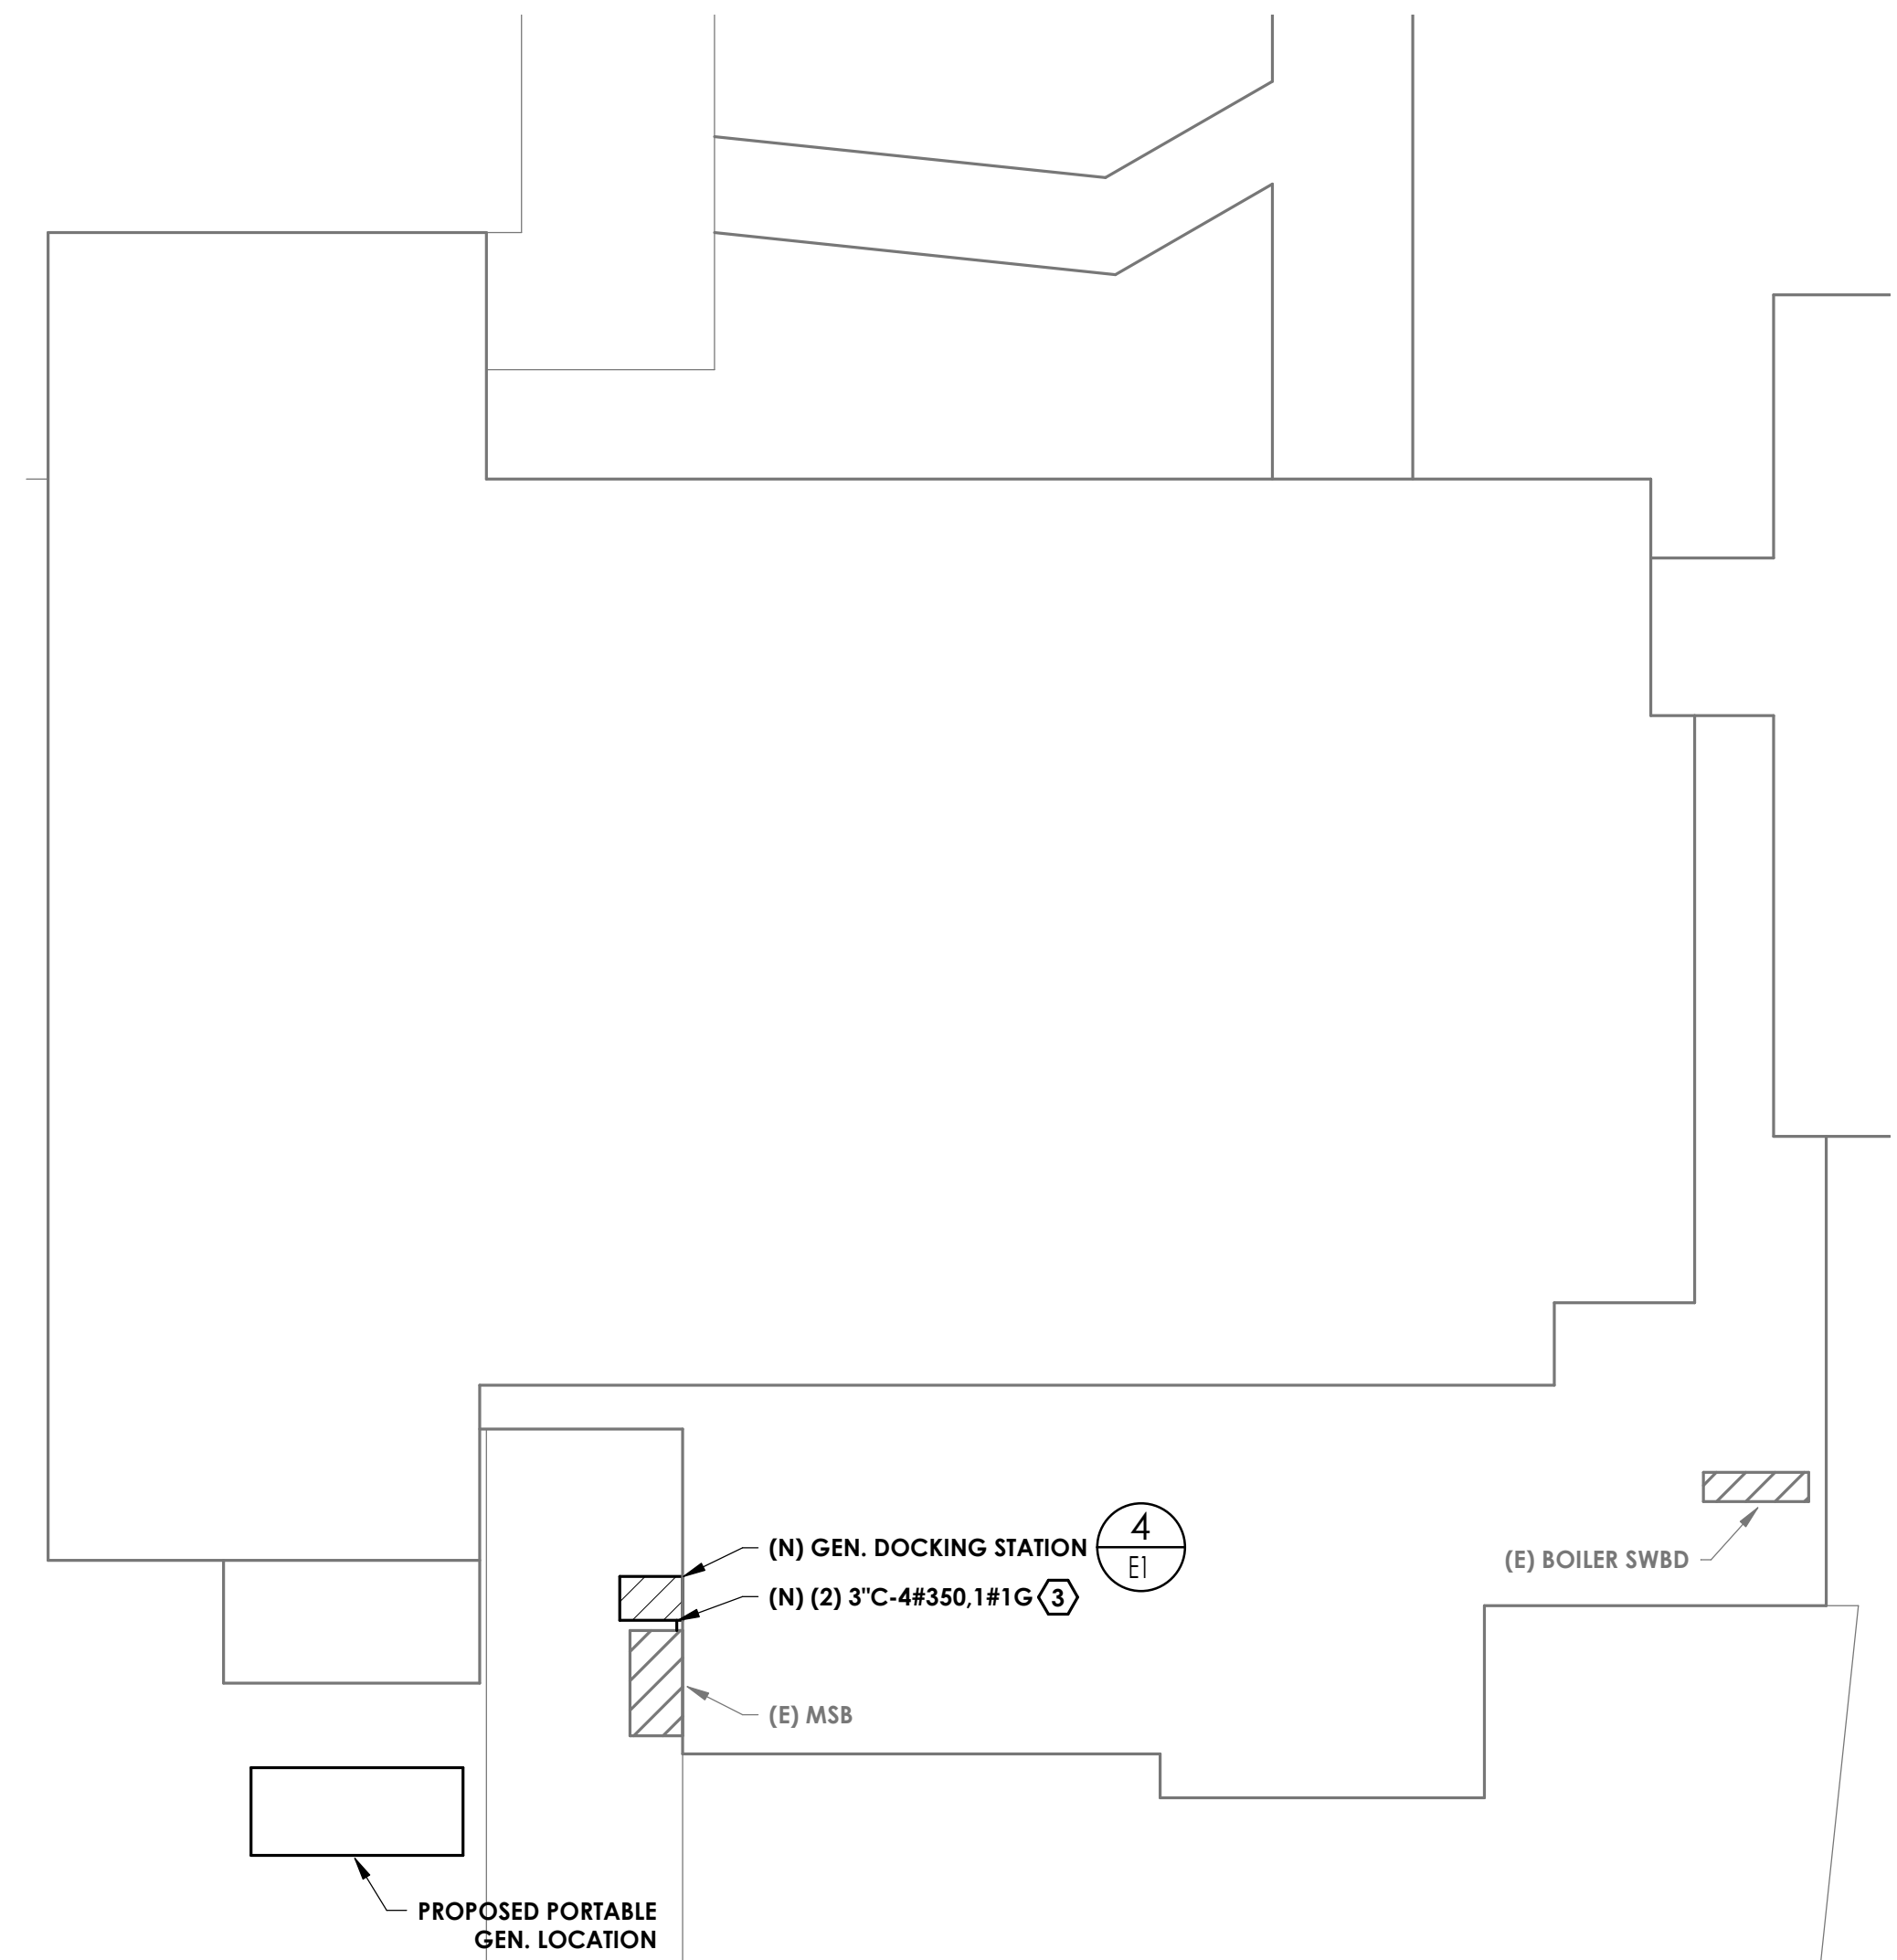 (N) GEN. DOCKING STATION
4
E1
(N) (2) 3"C-4#350,1#1G
3
(E) BOILER SWBD
(E) MSB
PROPOSED PORTABLE
GEN. LOCATION